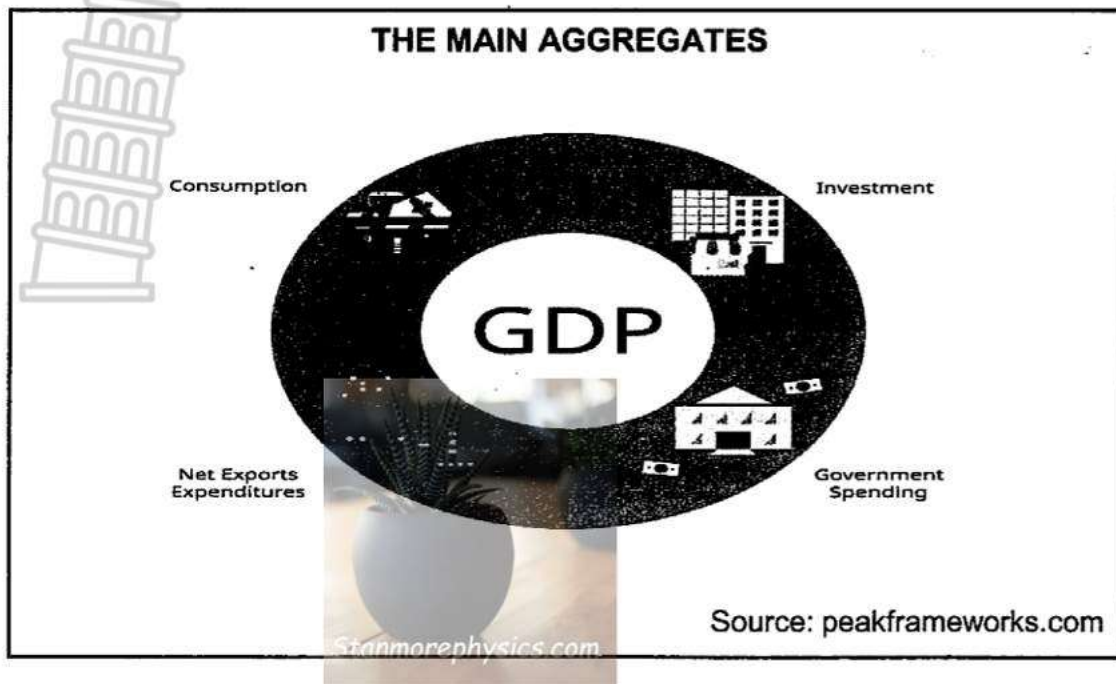 THE MAIN AGGREGATES
Consumption
Investment
GDP
Net Exports
Expenditures
Government
Spending
Source: peakframeworks.com
Stanmorephysics.com